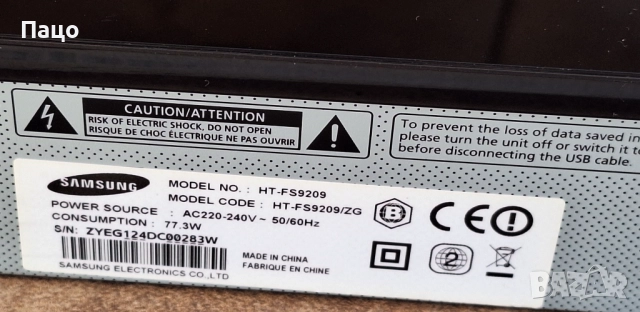 Пацо
CAUTION/ATTENTION
RISK OF ELECTRIC SHOCK, DO NOT OPEN
RISQUE DE CHOC ÉLECTRIQUE NE PAS OUVRIR
To prevent the loss of data saved in
please turn the unit off or switch it t
before disconnecting the USB cable.
SAMSUNG
MODEL NO. : HT-FS9209
MODEL CODE : HT-FS9209/ZG
POWER SOURCE : AC220-240V ~ 50/60Hz
CONSUMPTION : 77.3W
S/N: ZYEG124DC00283W
SAMSUNG ELECTRONICS CO.,LTD
MADE IN CHINA
FABRIQUE EN CHINE
B
CE
2
BAZAR